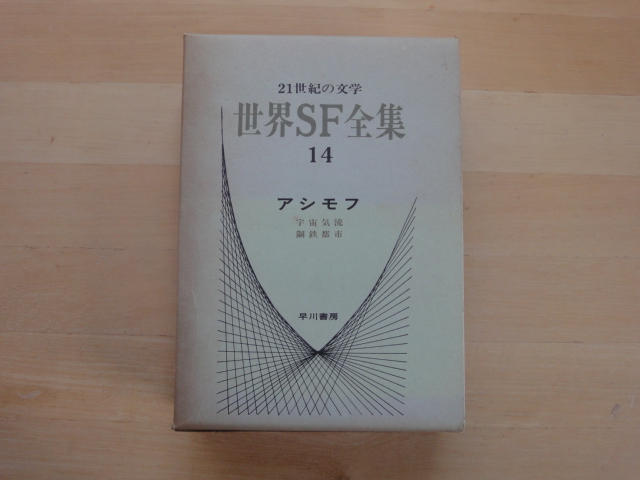 21世紀の文学
世界SF全集
14
アシモフ
宇宙気流
鋼鉄都市
早川書房